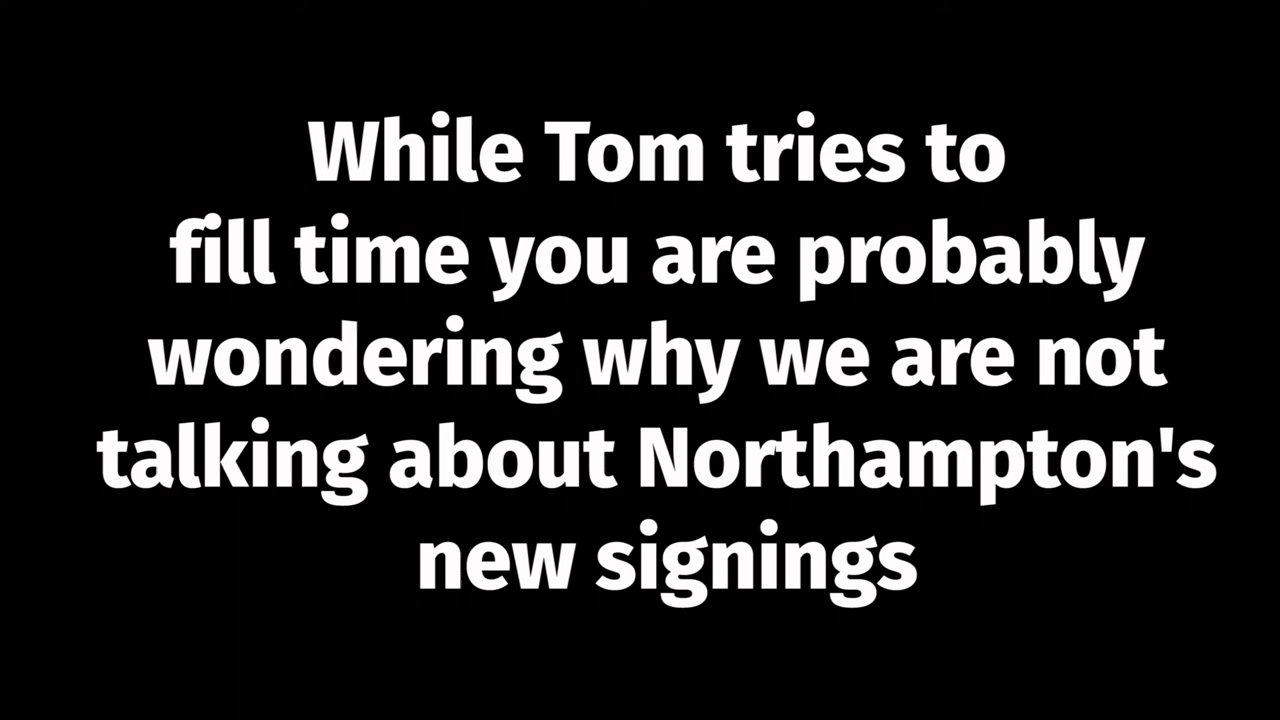 While Tom tries to
fill time you are probably
wondering why we are not
talking about Northampton's
new signings